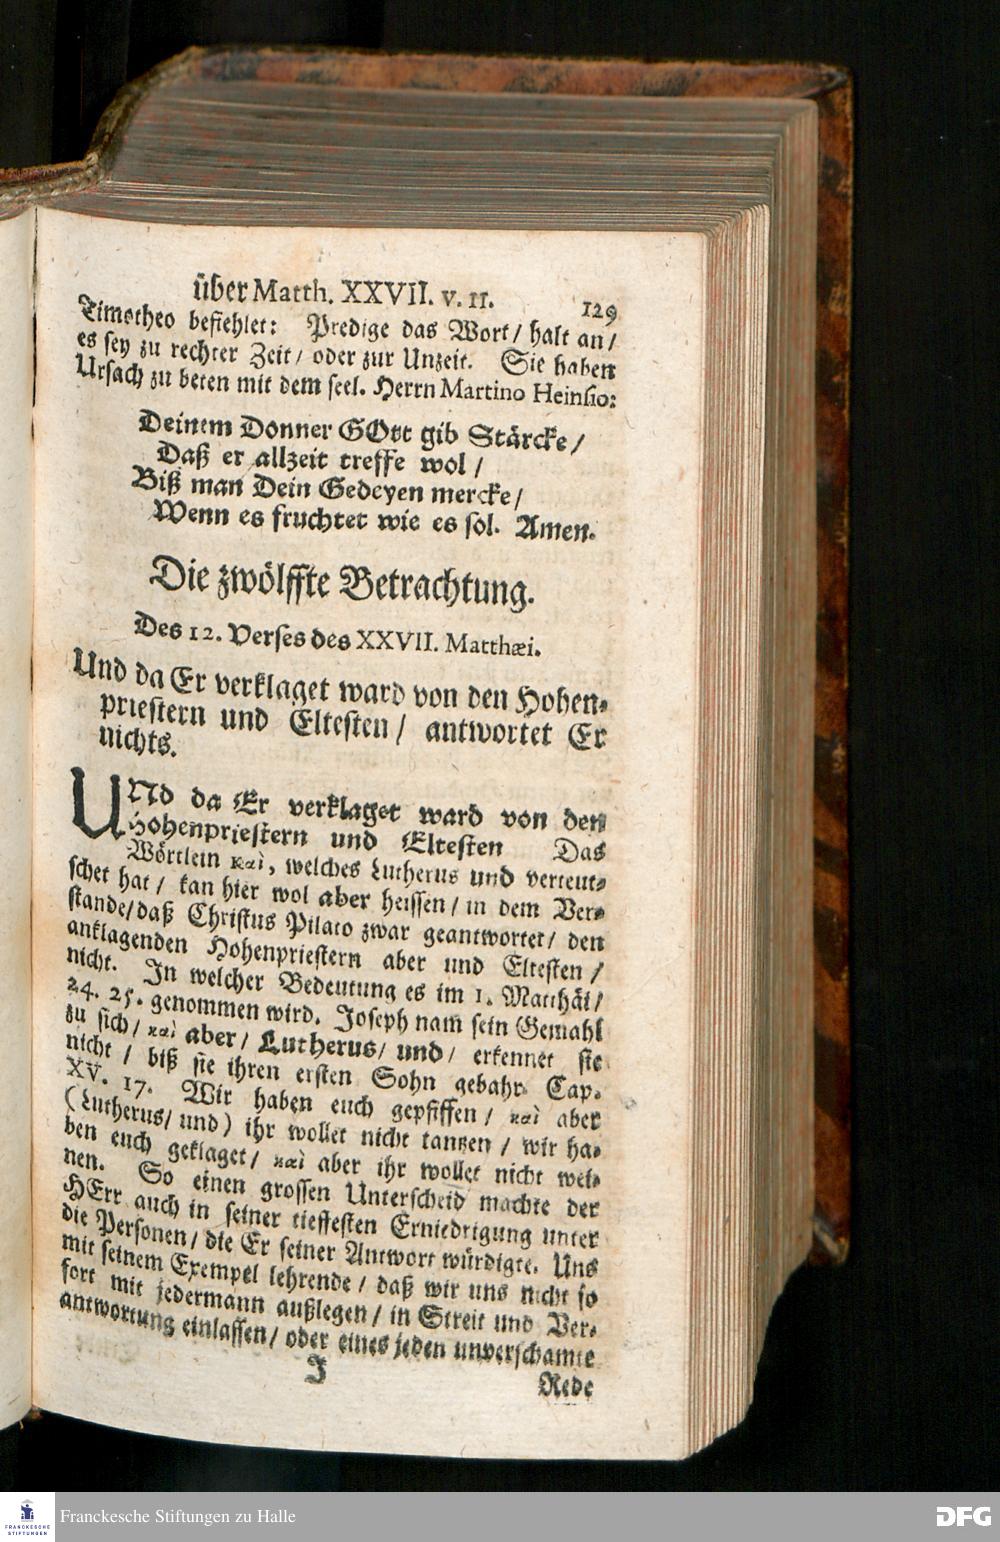 über Matth. XXVII. v. 11. 129
Timotheo befiehlet: Predige das Wort / halt an /
es sey zu rechter Zeit / oder zur Unzeit. Sie haben
Ursach zu beten mit dem seel. Herrn Martino Heinsio:
Deinem Donner GOtt gib Stärcke /
Daß er allzeit treffe wol /
Biß man Dein Gedeyen mercke /
Wenn es fruchtet wie es sol. Amen.
Die zwölffte Betrachtung.
Des 12. Verses des XXVII. Matthæi.
Und da Er verklaget ward von den Hohen-
priestern und Eltesten / antwortet Er
nichts.
UNd da Er verklaget ward von den
Hohenpriestern und Eltesten Das
Wörtlein καὶ, welches Lutherus und verteut-
schet hat / kan hier wol aber heissen / in dem Ver-
stande / daß Christus Pilato zwar geantwortet / den
anklagenden Hohenpriestern aber und Eltesten /
nicht. In welcher Bedeutung es im 1. Matthäi /
24. 25. genommen wird. Joseph nam sein Gemahl
zu sich / καὶ aber / Lutherus / und / erkennet sie
nicht / biß sie ihren ersten Sohn gebahr. Cap.
XV. 17. Wir haben euch gepfiffen / καὶ aber
(Lutherus / und) ihr wollet nicht tantzen / wir ha-
ben euch geklaget / καὶ aber ihr wollet nicht wei-
nen. So einen grossen Unterscheid machte der
HErr auch in seiner tieffesten Erniedrigung unter
die Personen / die Er seiner Antwort würdigte. Uns
mit seinem Exempel lehrende / daß wir uns nicht so
fort mit jedermann außlegen / in Streit und Ver-
antwortung einlassen / oder eines jeden unverschamte
J
Rede
Franckesche Stiftungen zu Halle
FRANCKESCHE
STIFTUNGEN
DFG